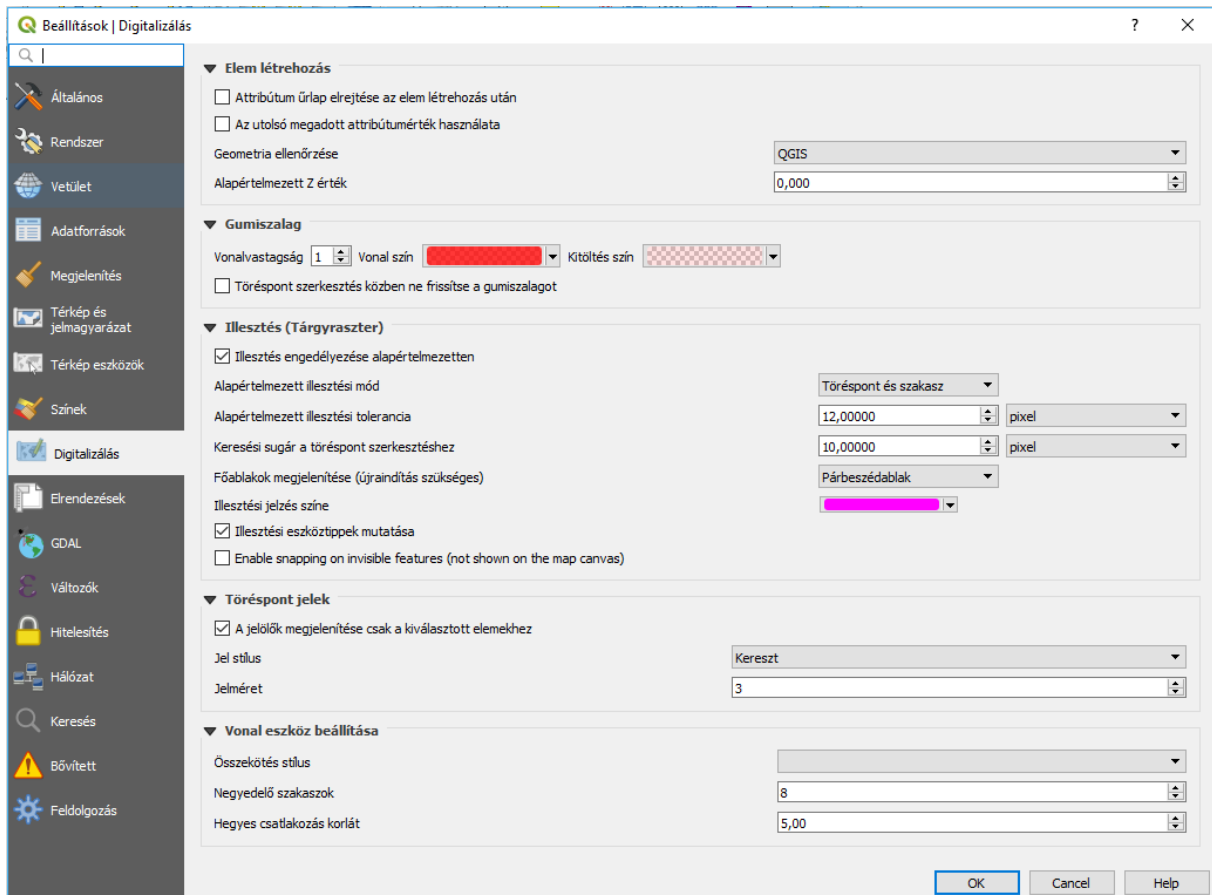 Beállítások | Digitalizálás
?
Általános
Rendszer
Vetület
Adatforrások
Megjelenítés
Térkép és
jelmagyarázat
Térkép eszközök
Színek
Digitalizálás
Elrendezések
GDAL
Változók
Hitelesítés
Hálózat
Keresés
Bővített
Feldolgozás
Elem létrehozás
Attribútum űrlap elrejtése az elem létrehozás után
Az utolsó megadott attribútumérték használata
Geometria ellenőrzése QGIS
Alapértelmezett Z érték 0,000
Gumiszalag
Vonalvastagság 1 Vonal szín Kitöltés szín
Töréspont szerkesztés közben ne frissítse a gumiszalagot
Illesztés (Tárgyraszter)
Illesztés engedélyezése alapértelmezetten
Alapértelmezett illesztési mód Töréspont és szakasz
Alapértelmezett illesztési tolerancia 12,00000 pixel
Keresési sugár a töréspont szerkesztéshez 10,00000 pixel
Főablakok megjelenítése (újraindítás szükséges) Párbeszédablak
Illesztési jelzés színe
Illesztési eszköztippek mutatása
Enable snapping on invisible features (not shown on the map canvas)
Töréspont jelek
A jelölők megjelenítése csak a kiválasztott elemekhez
Jel stílus Kereszt
Jelméret 3
Vonal eszköz beállítása
Összekötés stílus
Negyedelő szakaszok 8
Hegyes csatlakozás korlát 5,00
OK Cancel Help